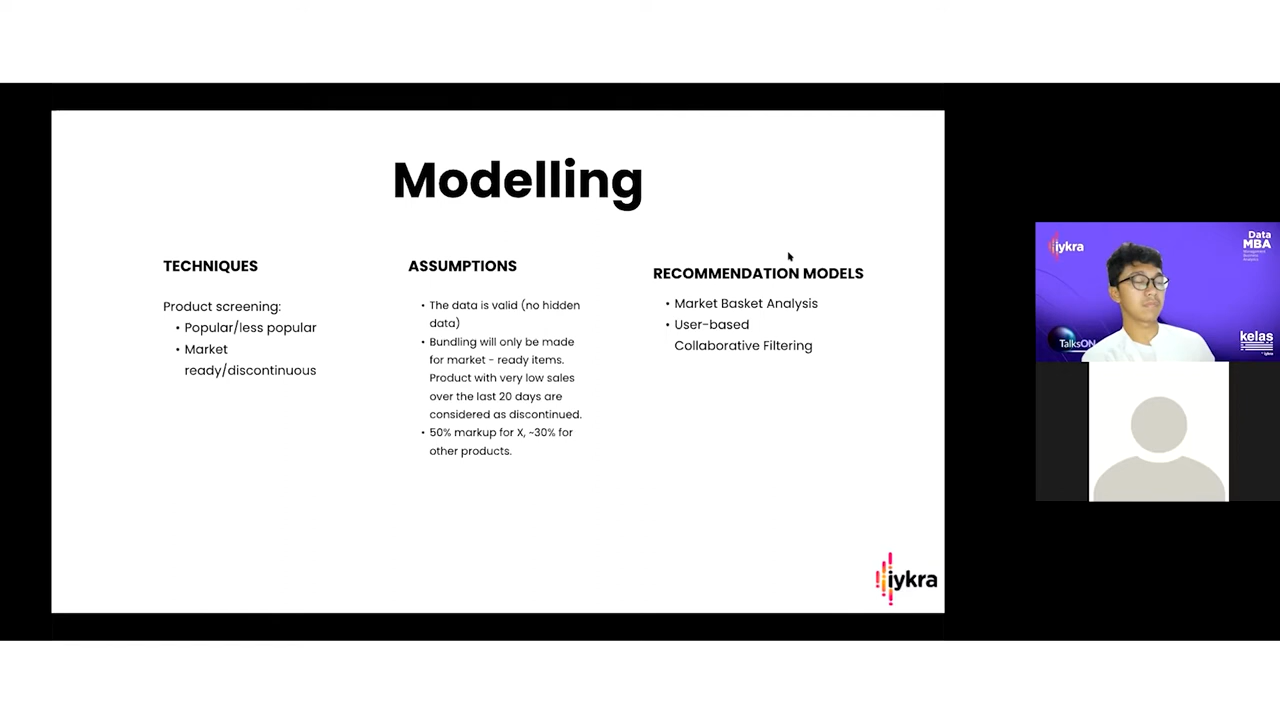 Modelling
TECHNIQUES
Product screening:
• Popular/less popular
• Market
ready/discontinuous
ASSUMPTIONS
• The data is valid (no hidden
data)
• Bundling will only be made
for market - ready items.
Product with very low sales
over the last 20 days are
considered as discontinued.
• 50% markup for X, ~30% for
other products.
RECOMMENDATION MODELS
• Market Basket Analysis
• User-based
Collaborative Filtering
iykra
iykra
Data
MBA
TalksON
kelas